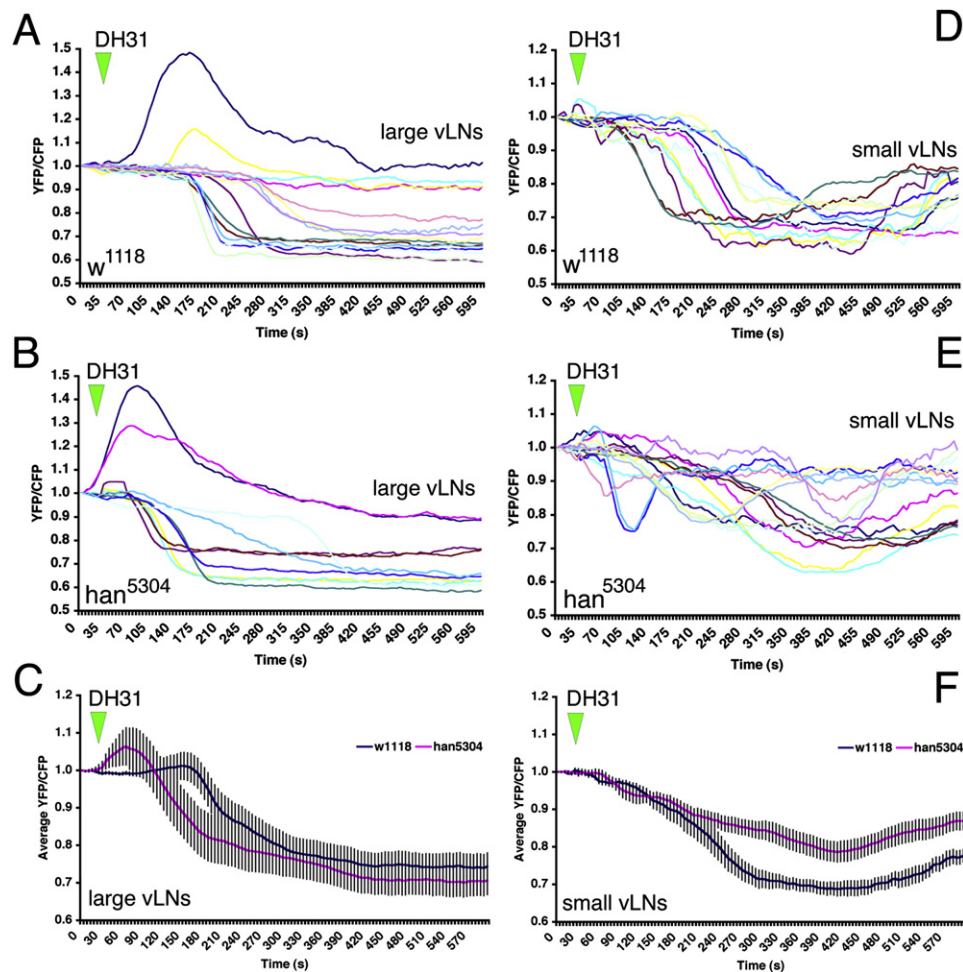 A
DH31
1.5
1.4
1.3
1.2
1.1
1.0
0.9
0.8
0.7
0.6
0.5
YFP/CFP
large vLNs
w1118
0 35 70 105 140 175 210 245 280 315 350 385 420 455 490 525 560 595
Time (s)
D
DH31
1.2
1.1
1.0
0.9
0.8
0.7
0.6
0.5
YFP/CFP
small vLNs
w1118
0 35 70 105 140 175 210 245 280 315 350 385 420 455 490 525 560 595
Time (s)
B
DH31
1.5
1.4
1.3
1.2
1.1
1.0
0.9
0.8
0.7
0.6
0.5
YFP/CFP
large vLNs
han5304
0 35 70 105 140 175 210 245 280 315 350 385 420 455 490 525 560 595
Time (s)
E
DH31
1.2
1.1
1.0
0.9
0.8
0.7
0.6
0.5
YFP/CFP
small vLNs
han5304
0 35 70 105 140 175 210 245 280 315 350 385 420 455 490 525 560 595
Time (s)
C
DH31
1.2
1.1
1.0
0.9
0.8
0.7
0.6
Average YFP/CFP
w1118 han5304
large vLNs
0 30 60 90 120 150 180 210 240 270 300 330 360 390 420 450 480 510 540 570
Time (s)
F
DH31
1.2
1.1
1.0
0.9
0.8
0.7
0.6
Average YFP/CFP
w1118 han5304
small vLNs
0 30 60 90 120 150 180 210 240 270 300 330 360 390 420 450 480 510 540 570
Time (s)